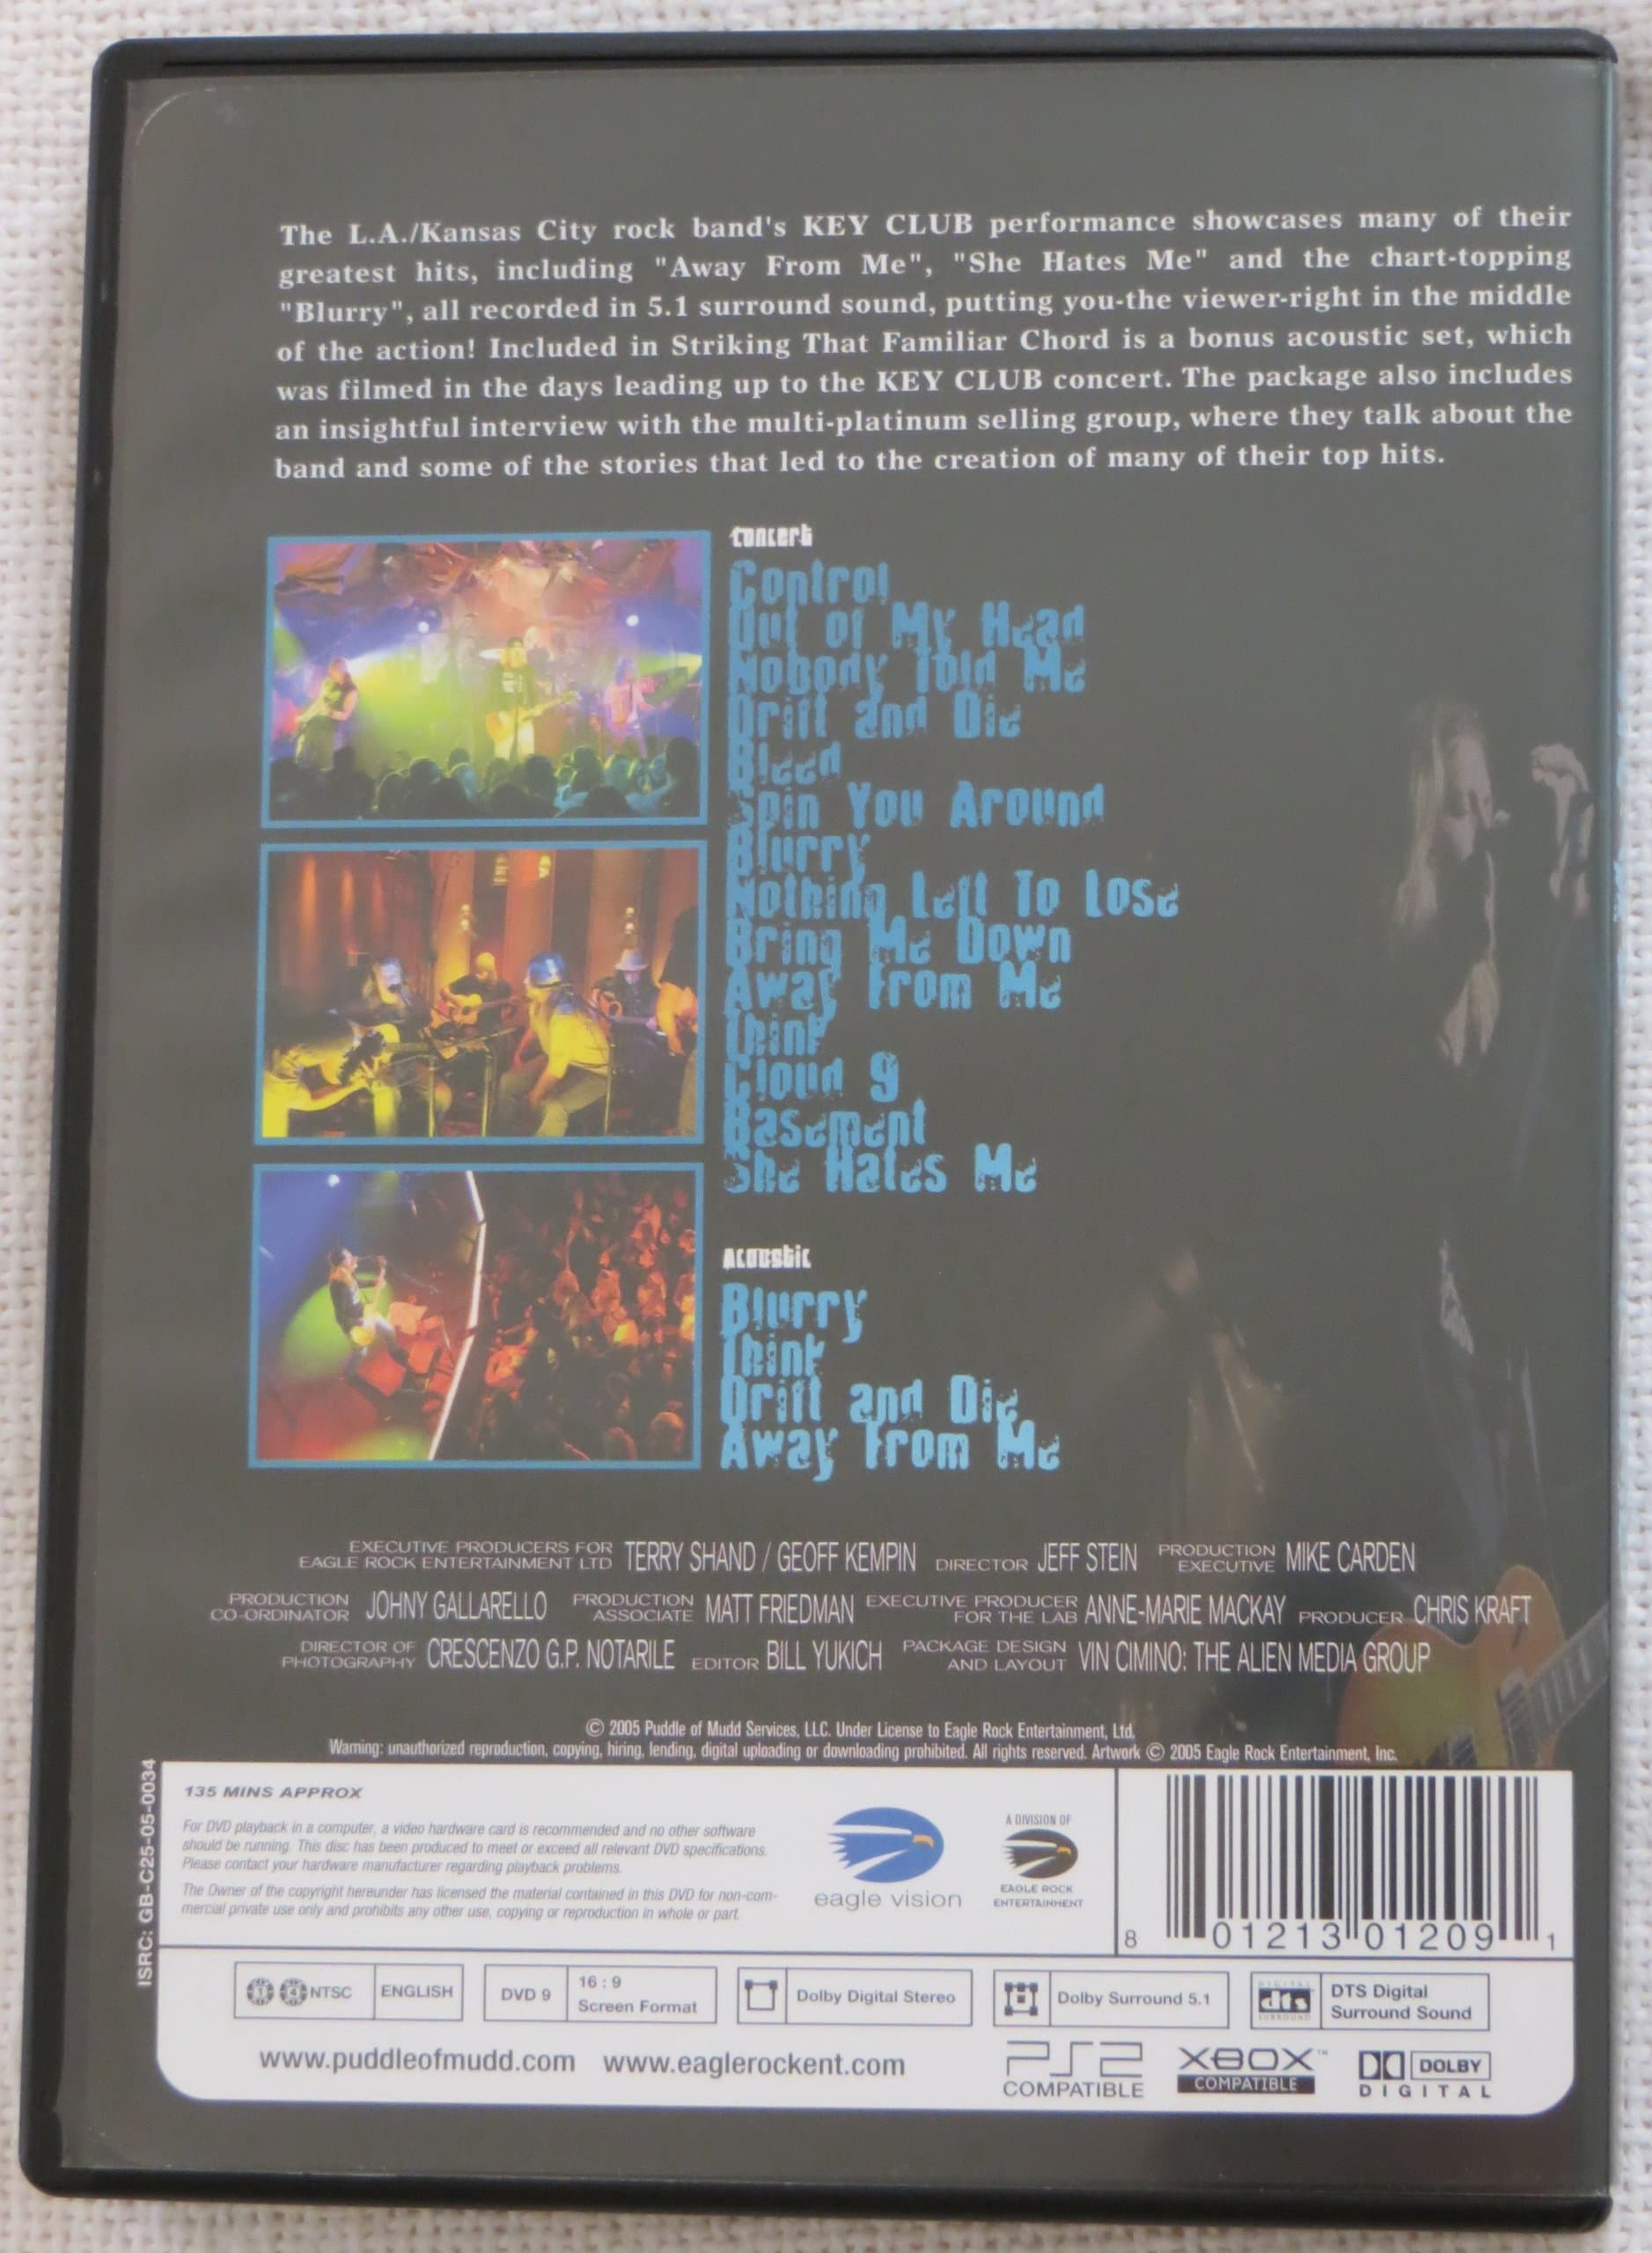 The L.A./Kansas City rock band's KEY CLUB performance showcases many of their
greatest hits, including "Away From Me", "She Hates Me" and the chart-topping
"Blurry", all recorded in 5.1 surround sound, putting you-the viewer-right in the middle
of the action! Included in Striking That Familiar Chord is a bonus acoustic set, which
was filmed in the days leading up to the KEY CLUB concert. The package also includes
an insightful interview with the multi-platinum selling group, where they talk about the
band and some of the stories that led to the creation of many of their top hits.
concert
Control
Out of My Head
Nobody Told Me
Drift and Die
Bleed
Spin You Around
Blurry
Nothing Left To Lose
Bring Me Down
Away From Me
Think
Cloud 9
Basement
She Hates Me
acoustic
Blurry
Think
Drift and Die
Away From Me
EXECUTIVE PRODUCERS FOR EAGLE ROCK ENTERTAINMENT LTD TERRY SHAND / GEOFF KEMPIN DIRECTOR JEFF STEIN PRODUCTION EXECUTIVE MIKE CARDEN
PRODUCTION CO-ORDINATOR JOHNY GALLARELLO PRODUCTION ASSOCIATE MATT FRIEDMAN EXECUTIVE PRODUCER FOR THE LAB ANNE-MARIE MACKAY PRODUCER CHRIS KRAFT
DIRECTOR OF PHOTOGRAPHY CRESCENZO G.P. NOTARILE EDITOR BILL YUKICH PACKAGE DESIGN AND LAYOUT VIN CIMINO: THE ALIEN MEDIA GROUP
© 2005 Puddle of Mudd Services, LLC. Under License to Eagle Rock Entertainment, Ltd.
Warning: unauthorized reproduction, copying, hiring, lending, digital uploading or downloading prohibited. All rights reserved. Artwork © 2005 Eagle Rock Entertainment, Inc.
ISRC: GB-C25-05-0034
135 MINS APPROX
For DVD playback in a computer, a video hardware card is recommended and no other software
should be running. This disc has been produced to meet or exceed all relevant DVD specifications.
Please contact your hardware manufacturer regarding playback problems.
The Owner of the copyright hereunder has licensed the material contained in this DVD for non-com-
mercial private use only and prohibits any other use, copying or reproduction in whole or part.
eagle vision
A DIVISION OF
EAGLE ROCK
ENTERTAINMENT
8 01213 01209 1
1 4 NTSC ENGLISH
DVD 9
16 : 9
Screen Format
Dolby Digital Stereo
Dolby Surround 5.1
DIGITAL
dts
SURROUND
DTS Digital
Surround Sound
www.puddleofmudd.com www.eaglerockent.com
PS2
COMPATIBLE
XBOX™
COMPATIBLE
DOLBY
DIGITAL